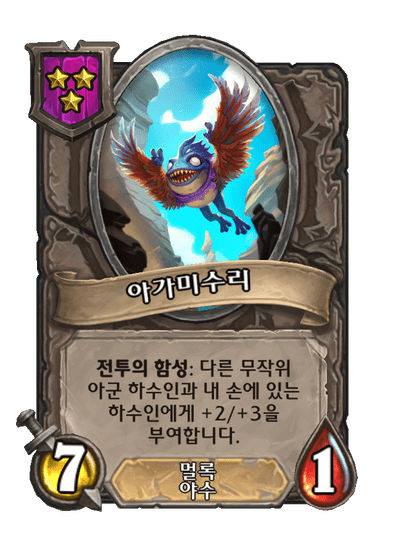 아가미수리
전투의 함성: 다른 무작위
아군 하수인과 내 손에 있는
하수인에게 +2/+3을
부여합니다.
7
멀록
야수
1